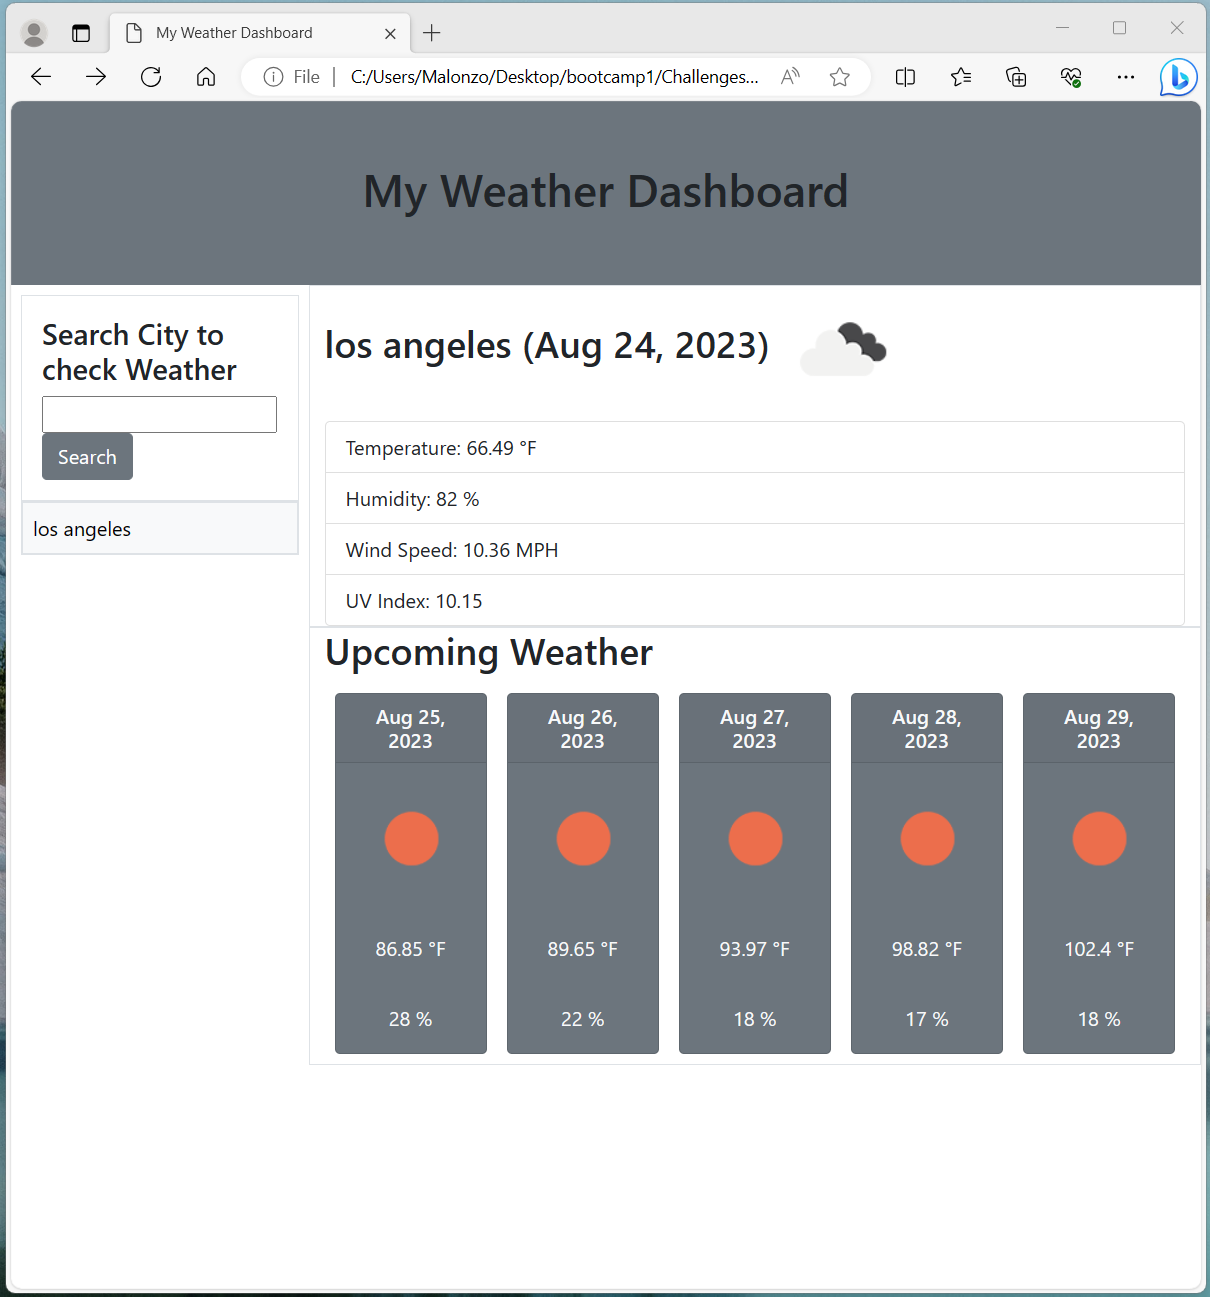 My Weather Dashboard
File | C:/Users/Malonzo/Desktop/bootcamp1/Challenges...
My Weather Dashboard
Search City to
check Weather
Search
los angeles
los angeles (Aug 24, 2023)
Temperature: 66.49 °F
Humidity: 82 %
Wind Speed: 10.36 MPH
UV Index: 10.15
Upcoming Weather
Aug 25,
2023
86.85 °F
28 %
Aug 26,
2023
89.65 °F
22 %
Aug 27,
2023
93.97 °F
18 %
Aug 28,
2023
98.82 °F
17 %
Aug 29,
2023
102.4 °F
18 %